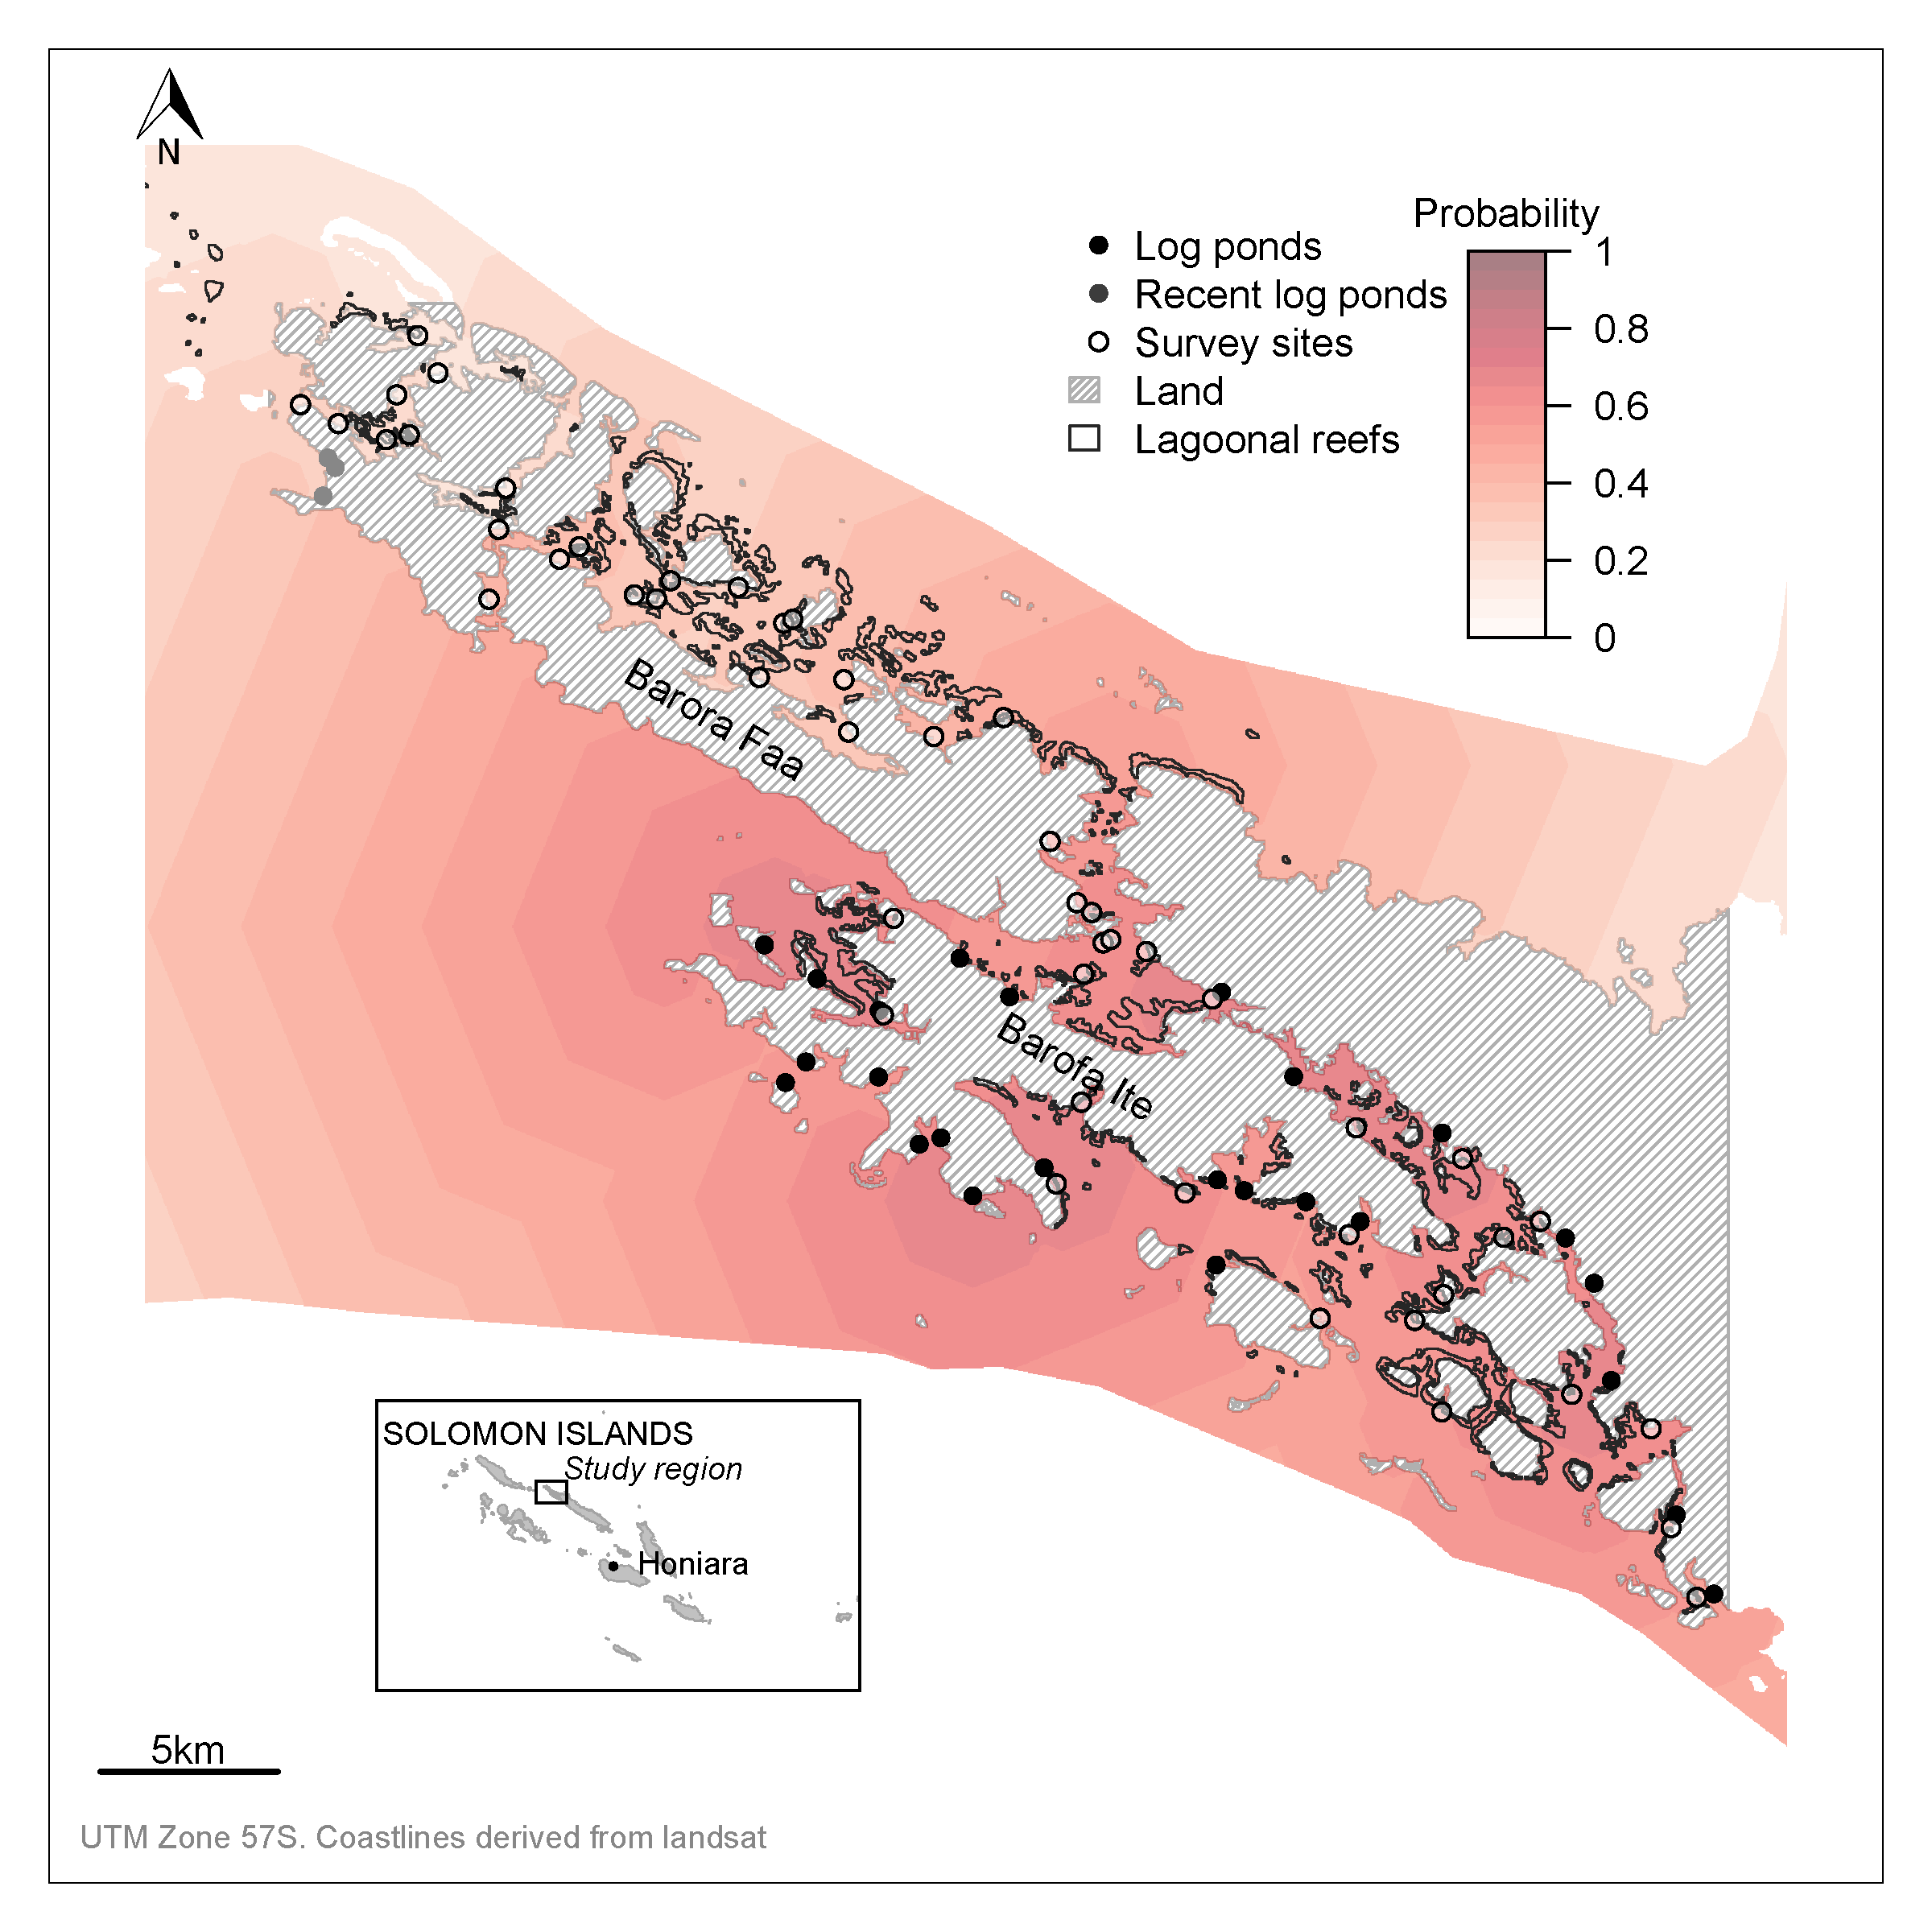 N
Probability
Log ponds
Recent log ponds
Survey sites
Land
Lagoonal reefs
1
0.8
0.6
0.4
0.2
0
Barora Faa
Barofa Ite
SOLOMON ISLANDS
Study region
Honiara
5km
UTM Zone 57S. Coastlines derived from landsat